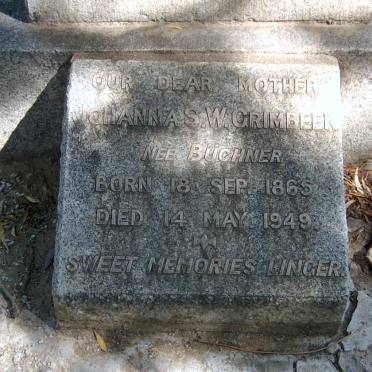 OUR DEAR MOTHER
JOHANNA S. W. GRIMBEEK
NEE BUCHNER
BORN 18 SEP. 1865
DIED 14 MAY 1949
SWEET MEMORIES LINGER